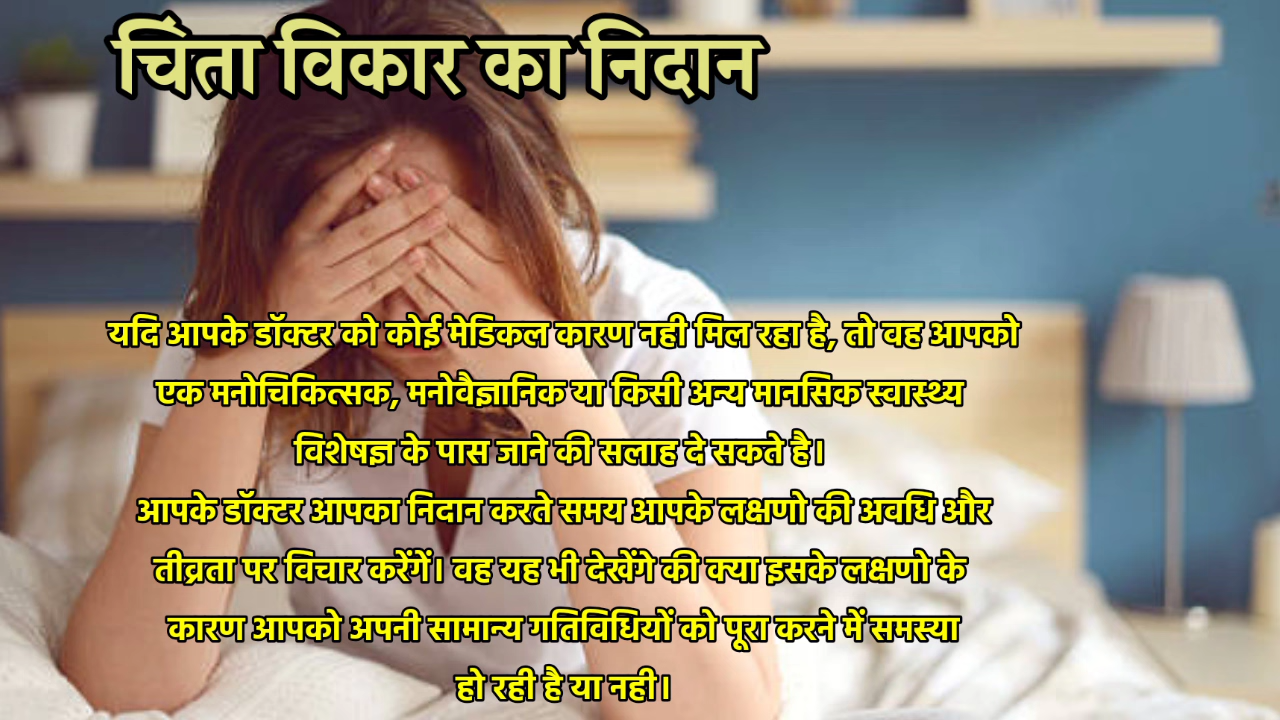 चिंता विकार का निदान
यदि आपके डॉक्टर को कोई मेडिकल कारण नही मिल रहा है, तो वह आपको
एक मनोचिकित्सक, मनोवैज्ञानिक या किसी अन्य मानसिक स्वास्थ्य
विशेषज्ञ के पास जाने की सलाह दे सकते है।
आपके डॉक्टर आपका निदान करते समय आपके लक्षणो की अवधि और
तीव्रता पर विचार करेंगें। वह यह भी देखेंगे की क्या इसके लक्षणो के
कारण आपको अपनी सामान्य गतिविधियों को पूरा करने में समस्या
हो रही है या नही।